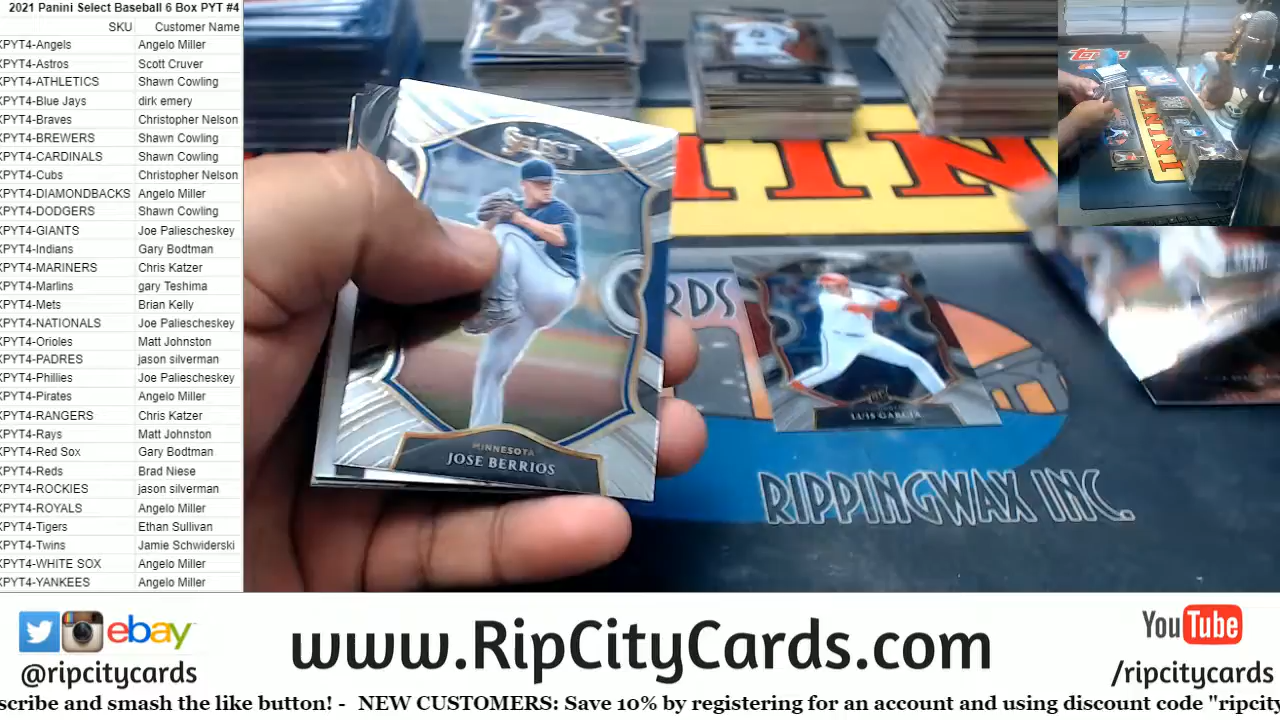 2021 Panini Select Baseball 6 Box PYT #4
SKU Customer Name
XPYT4-Angels Angelo Miller
XPYT4-Astros Scott Cruver
XPYT4-ATHLETICS Shawn Cowling
XPYT4-Blue Jays dirk emery
XPYT4-Braves Christopher Nelson
XPYT4-BREWERS Shawn Cowling
XPYT4-CARDINALS Shawn Cowling
XPYT4-Cubs Christopher Nelson
XPYT4-DIAMONDBACKS Angelo Miller
XPYT4-DODGERS Shawn Cowling
XPYT4-GIANTS Joe Paliescheskey
XPYT4-Indians Gary Bodtman
XPYT4-MARINERS Chris Katzer
XPYT4-Marlins gary Teshima
XPYT4-Mets Brian Kelly
XPYT4-NATIONALS Joe Paliescheskey
XPYT4-Orioles Matt Johnston
XPYT4-PADRES jason silverman
XPYT4-Phillies Joe Paliescheskey
XPYT4-Pirates Angelo Miller
XPYT4-RANGERS Chris Katzer
XPYT4-Rays Matt Johnston
XPYT4-Red Sox Gary Bodtman
XPYT4-Reds Brad Niese
XPYT4-ROCKIES jason silverman
XPYT4-ROYALS Angelo Miller
XPYT4-Tigers Ethan Sullivan
XPYT4-Twins Jamie Schwiderski
XPYT4-WHITE SOX Angelo Miller
XPYT4-YANKEES Angelo Miller
SELECT
MINNESOTA
JOSE BERRIOS
LUIS GARCIA
RDS
ININ
RIPPINGWAX INC.
Topps
PANINI
ebay
@ripcitycards
www.RipCityCards.com
YouTube
/ripcitycards
scribe and smash the like button! - NEW CUSTOMERS: Save 10% by registering for an account and using discount code "ripcity